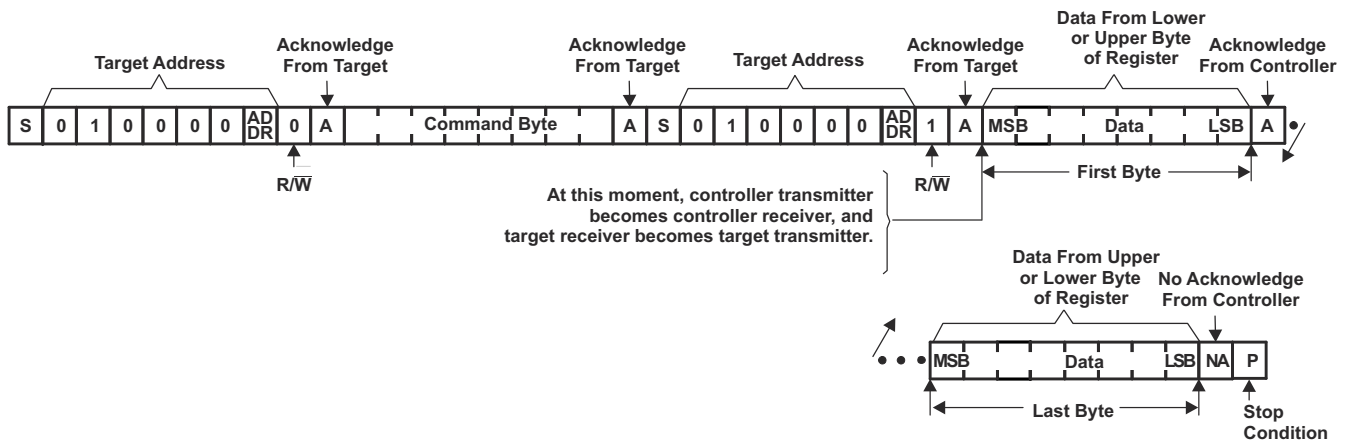 Data From Lower
or Upper Byte
of Register
Acknowledge
From Target
Acknowledge
From Target
Acknowledge
From Target
Acknowledge
From Controller
Target Address
Target Address
S 0 1 0 0 0 0 AD DR 0 A Command Byte A S 0 1 0 0 0 0 AD DR 1 A MSB Data LSB A
R/W̅
R/W̅
First Byte
At this moment, controller transmitter
becomes controller receiver, and
target receiver becomes target transmitter.
Data From Upper
or Lower Byte
of Register
No Acknowledge
From Controller
MSB Data LSB NA P
Last Byte
Stop
Condition